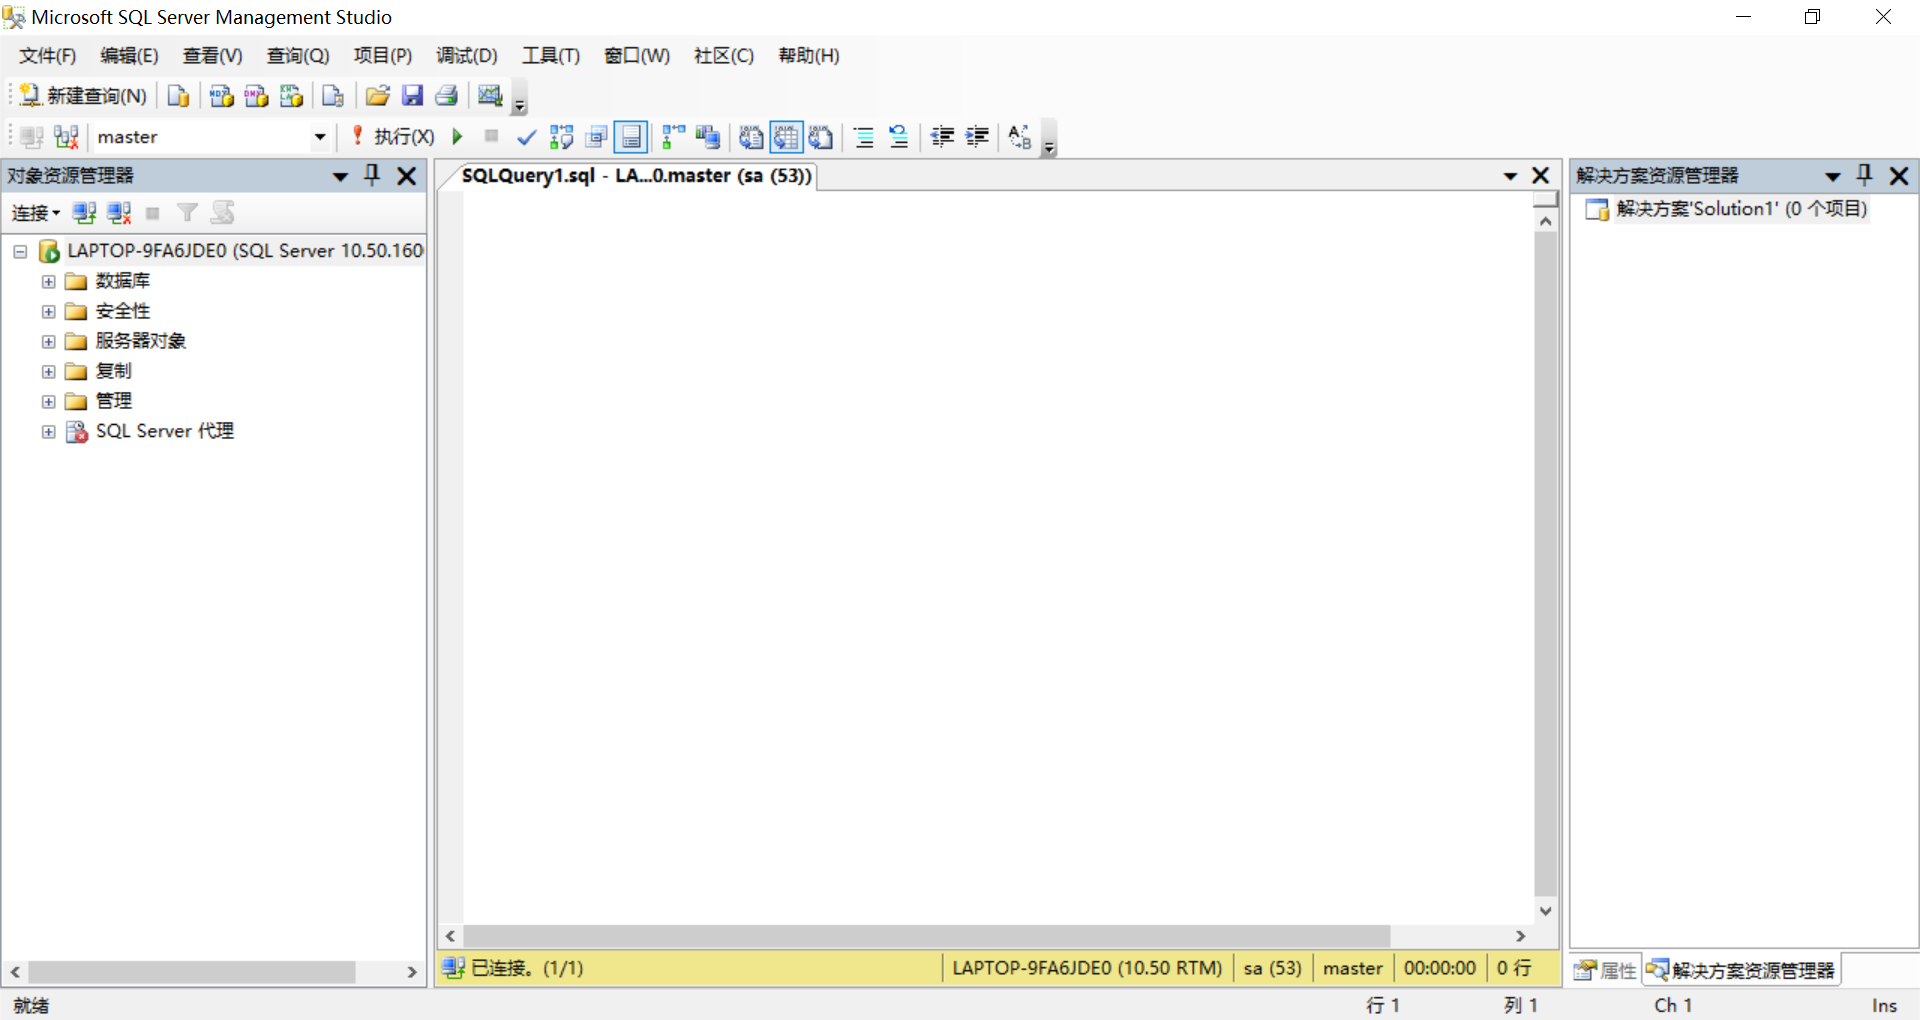 Microsoft SQL Server Management Studio
文件(F) 编辑(E) 查看(V) 查询(Q) 项目(P) 调试(D) 工具(T) 窗口(W) 社区(C) 帮助(H)
新建查询(N)
master 执行(X)
对象资源管理器
连接
LAPTOP-9FA6JDE0 (SQL Server 10.50.160
数据库
安全性
服务器对象
复制
管理
SQL Server 代理
SQLQuery1.sql - LA...0.master (sa (53))
已连接。(1/1) LAPTOP-9FA6JDE0 (10.50 RTM) sa (53) master 00:00:00 0 行
解决方案资源管理器
解决方案'Solution1' (0 个项目)
属性 解决方案资源管理器
就绪 行 1 列 1 Ch 1 Ins